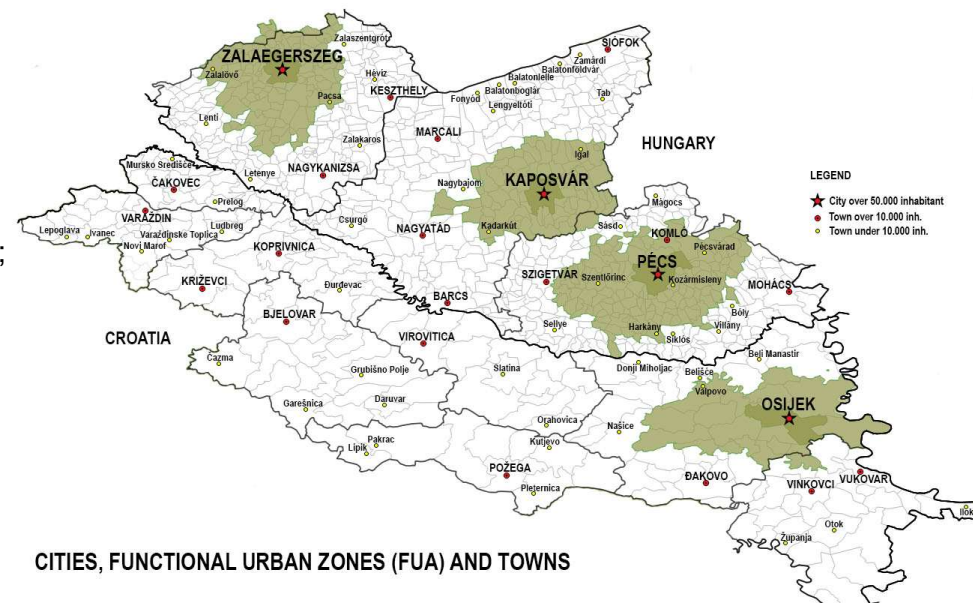 Zalaszentgrót
SIÓFOK
ZALAEGERSZEG
Zamárdi
Balatonföldvár
Zalalövő
Hévíz
Balatonlelle
Balatonboglár
KESZTHELY
Pacsa
Fonyód
Tab
Lengyeltóti
Lenti
MARCALI
HUNGARY
Zalakaros
Igal
Mursko Središće
LEGEND
NAGYKANIZSA
KAPOSVÁR
Letenye
ČAKOVEC
Nagybajom
City over 50.000 inhabitant
Mágocs
Prelog
Town over 10.000 inh.
VARAŽDIN
Csurgó
Kadarkút
Sásd
Town under 10.000 inh.
Ludbreg
NAGYATÁD
KOMLÓ
Lepoglava
Ivanec
Varaždinske Toplice
Novi Marof
KOPRIVNICA
Pécsvárad
;
PÉCS
SZIGETVÁR
Szentlőrinc
Kozármisleny
KRIŽEVCI
Đurđevac
MOHÁCS
BARCS
Bóly
BJELOVAR
Sellye
Harkány
Villány
Siklós
CROATIA
VIROVITICA
Čazma
Beli Manastir
Grubišno Polje
Slatina
Donji Miholjac
Belišće
Valpovo
Garešnica
Daruvar
OSIJEK
Orahovica
Našice
Pakrac
Kutjevo
Lipik
POŽEGA
VUKOVAR
ĐAKOVO
VINKOVCI
Pleternica
Ilok
Otok
Županja
CITIES, FUNCTIONAL URBAN ZONES (FUA) AND TOWNS